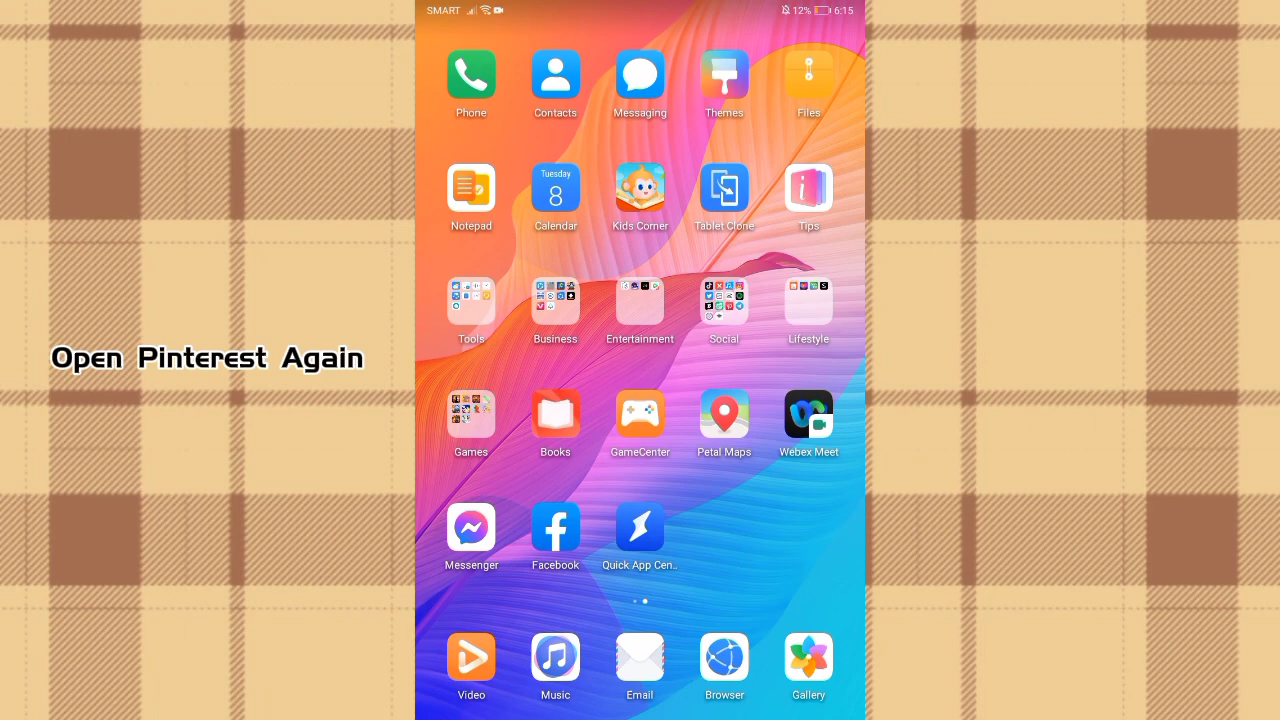 SMART 12% 6:15
Phone Contacts Messaging Themes Files
Tuesday
8
Notepad Calendar Kids Corner Tablet Clone Tips
Tools Business Entertainment Social Lifestyle
Open Pinterest Again
Games Books GameCenter Petal Maps Webex Meet
Messenger Facebook Quick App Cen..
Video Music Email Browser Gallery